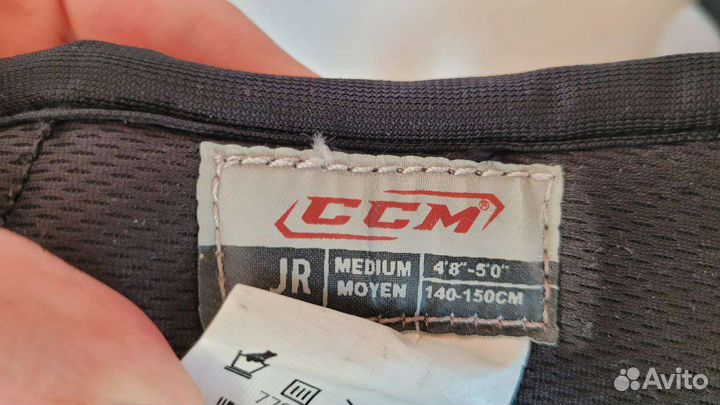 CCM®
JR
MEDIUM
MOYEN
4'8"-5'0"
140-150CM
Avito